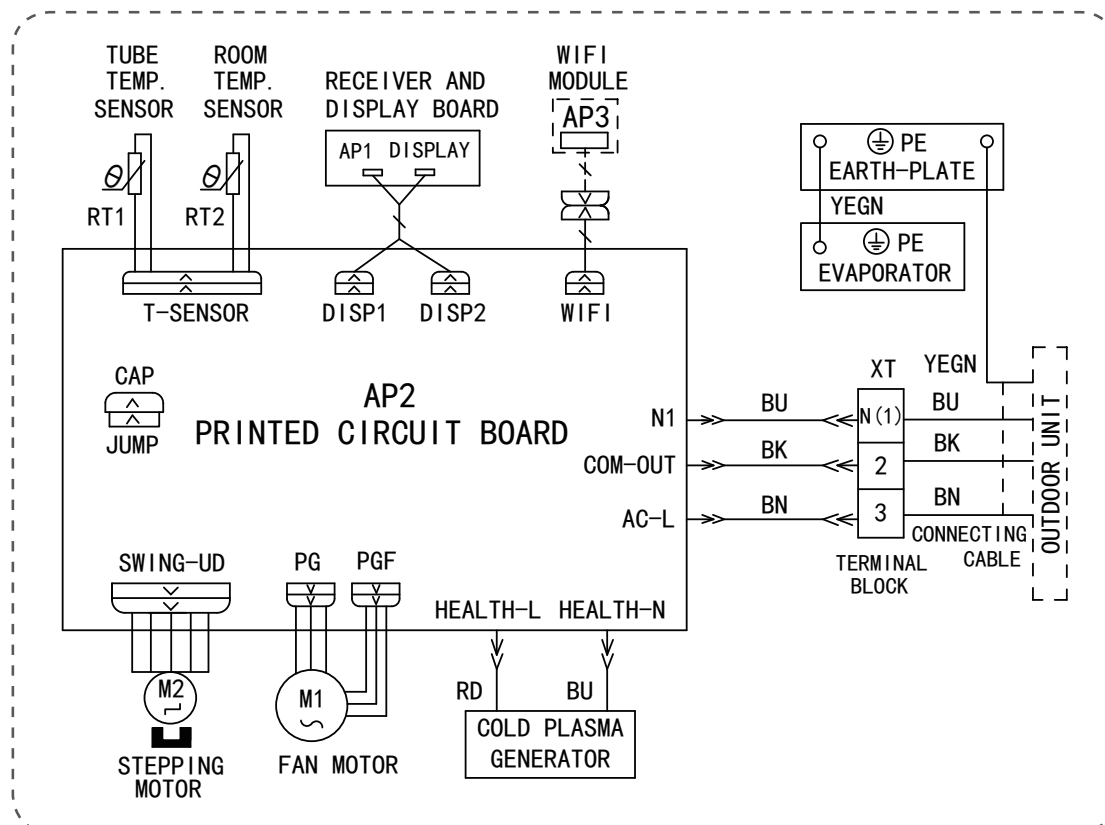 TUBE
TEMP.
SENSOR
ROOM
TEMP.
SENSOR
RECEIVER AND
DISPLAY BOARD
WIFI
MODULE
AP3
AP1 DISPLAY
RT1
RT2
PE
EARTH-PLATE
YEGN
PE
EVAPORATOR
T-SENSOR
DISP1
DISP2
WIFI
CAP
JUMP
AP2
PRINTED CIRCUIT BOARD
N1
COM-OUT
AC-L
BU
BK
BN
XT
N(1)
2
3
TERMINAL
BLOCK
YEGN
BU
BK
BN
CONNECTING
CABLE
OUTDOOR UNIT
SWING-UD
PG
PGF
HEALTH-L
HEALTH-N
M2
STEPPING
MOTOR
M1
FAN MOTOR
RD
BU
COLD PLASMA
GENERATOR